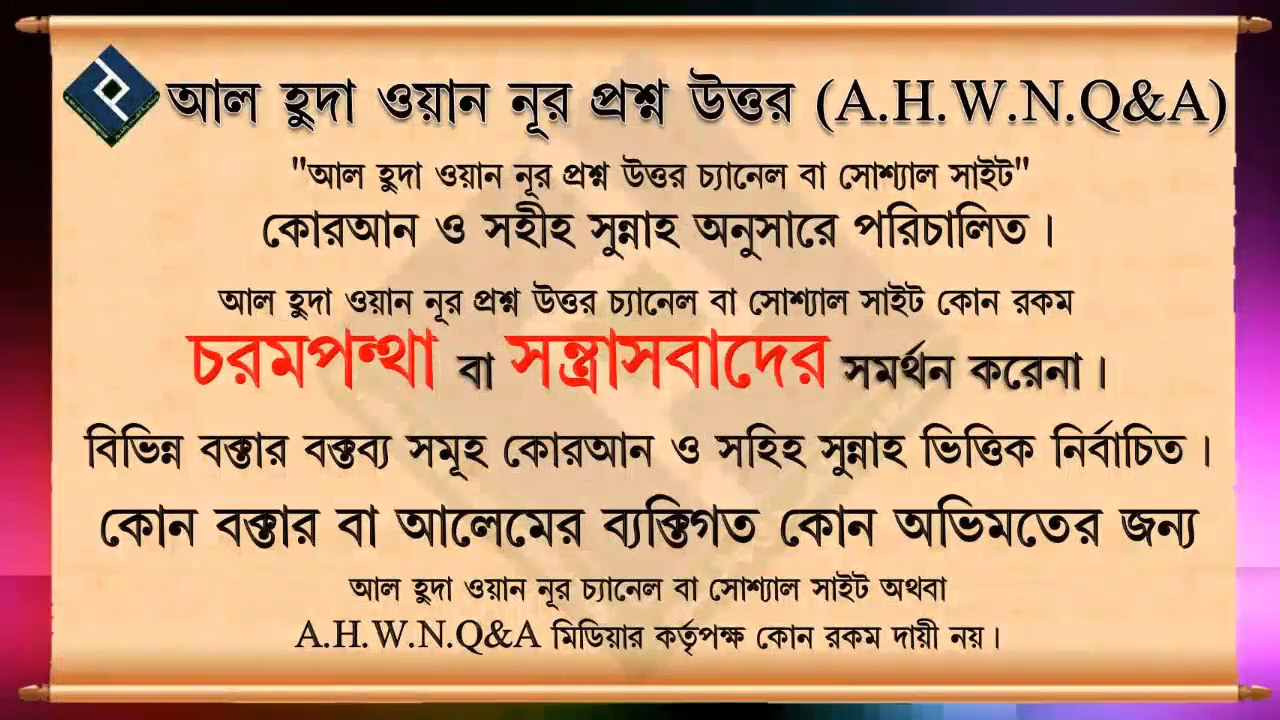 আল হুদা ওয়ান নূর প্রশ্ন উত্তর (A.H.W.N.Q&A)
"আল হুদা ওয়ান নূর প্রশ্ন উত্তর চ্যানেল বা সোশ্যাল সাইট"
কোরআন ও সহীহ সুন্নাহ অনুসারে পরিচালিত।
আল হুদা ওয়ান নূর প্রশ্ন উত্তর চ্যানেল বা সোশ্যাল সাইট কোন রকম
চরমপন্থা বা সন্ত্রাসবাদের সমর্থন করেনা।
বিভিন্ন বক্তার বক্তব্য সমূহ কোরআন ও সহিহ সুন্নাহ ভিত্তিক নির্বাচিত।
কোন বক্তার বা আলেমের ব্যক্তিগত কোন অভিমতের জন্য
আল হুদা ওয়ান নূর চ্যানেল বা সোশ্যাল সাইট অথবা
A.H.W.N.Q&A মিডিয়ার কর্তৃপক্ষ কোন রকম দায়ী নয়।